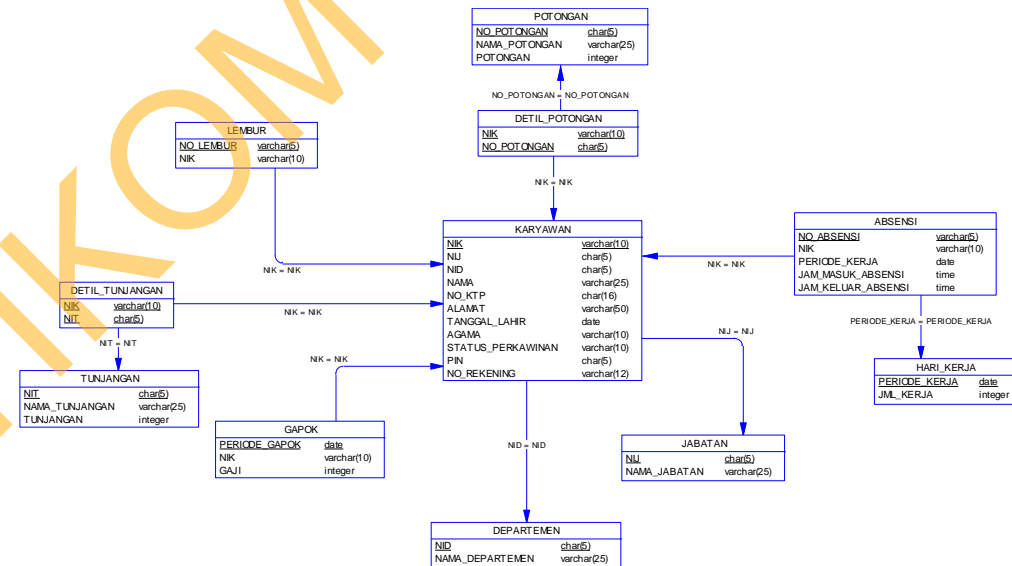 POTONGAN
NO_POTONGAN char(5)
NAMA_POTONGAN varchar(25)
POTONGAN integer
NO_POTONGAN = NO_POTONGAN
DETIL_POTONGAN
NIK varchar(10)
NO_POTONGAN char(5)
NIK = NIK
LEMBUR
NO_LEMBUR varchar(5)
NIK varchar(10)
NIK = NIK
KARYAWAN
NIK varchar(10)
NIJ char(5)
NID char(5)
NAMA varchar(25)
NO_KTP char(16)
ALAMAT varchar(50)
TANGGAL_LAHIR date
AGAMA varchar(10)
STATUS_PERKAWINAN varchar(10)
PIN char(5)
NO_REKENING varchar(12)
ABSENSI
NO_ABSENSI varchar(5)
NIK varchar(10)
PERIODE_KERJA date
JAM_MASUK_ABSENSI time
JAM_KELUAR_ABSENSI time
NIK = NIK
PERIODE_KERJA = PERIODE_KERJA
HARI_KERJA
PERIODE_KERJA date
JML_KERJA integer
DETIL_TUNJANGAN
NIK varchar(10)
NIT char(5)
NIK = NIK
NIT = NIT
TUNJANGAN
NIT char(5)
NAMA_TUNJANGAN varchar(25)
TUNJANGAN integer
NIK = NIK
GAPOK
PERIODE_GAPOK date
NIK varchar(10)
GAJI integer
NIJ = NIJ
JABATAN
NIJ char(5)
NAMA_JABATAN varchar(25)
NID = NID
DEPARTEMEN
NID char(5)
NAMA_DEPARTEMEN varchar(25)
IKOM